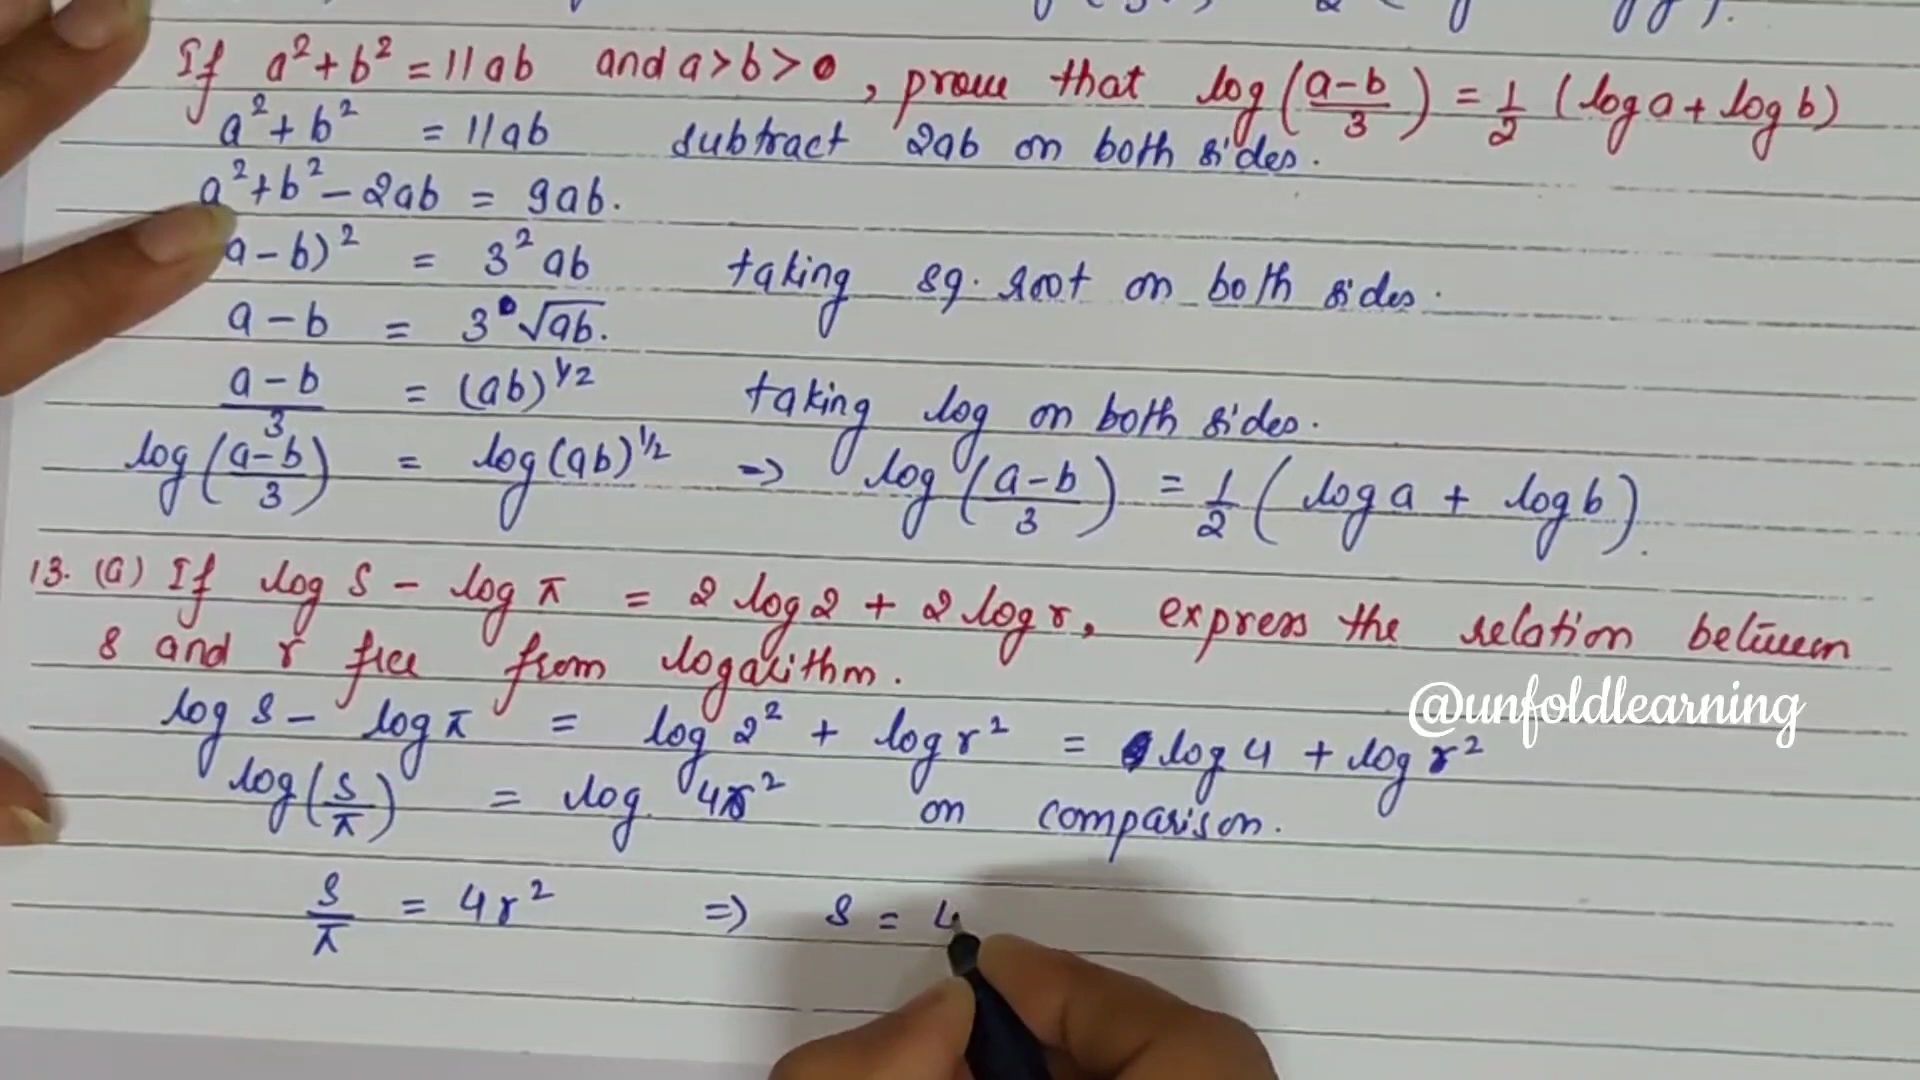 If a² + b² = 11ab and a > b > 0, prove that log((a-b)/3) = 1/2 (log a + log b)
a² + b² = 11ab subtract 2ab on both sides.
a² + b² - 2ab = 9ab.
a - b)² = 3² ab taking sq. root on both sides.
a - b = 3 √ab.
(a - b)/3 = (ab)^1/2 taking log on both sides.
log((a-b)/3) = log(ab)^1/2 => log((a-b)/3) = 1/2 (log a + log b).
13. (a) If log S - log π = 2 log 2 + 2 log r, express the relation between
s and r free from logarithm.
@unfoldlearning
log s - log π = log 2² + log r² = log 4 + log r²
log(s/π) = log 4r² on comparison.
s/π = 4r² => s = 4